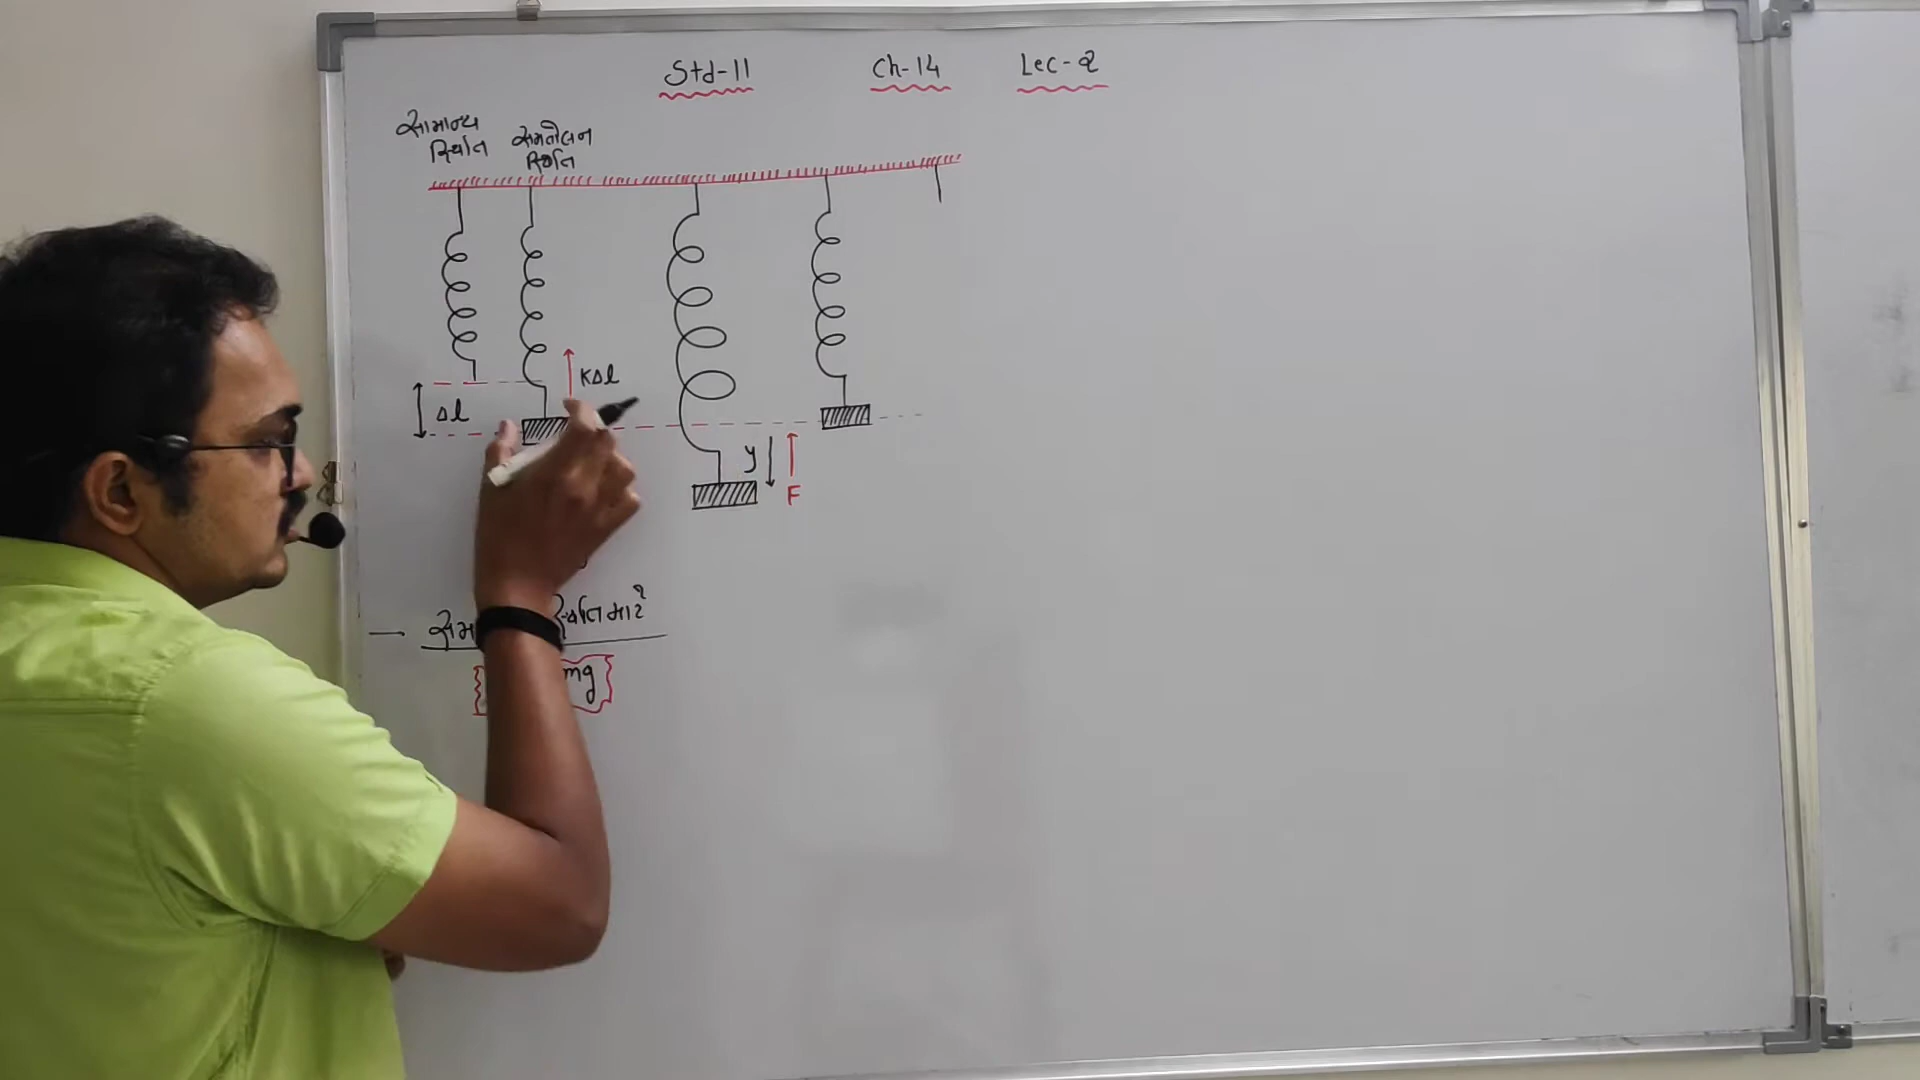 Std-11 Ch-14 Lec-2
સામાન્ય
સ્થિતિ
સમતોલન
સ્થિતિ
KΔl
Δl
y
F
માટે
mg